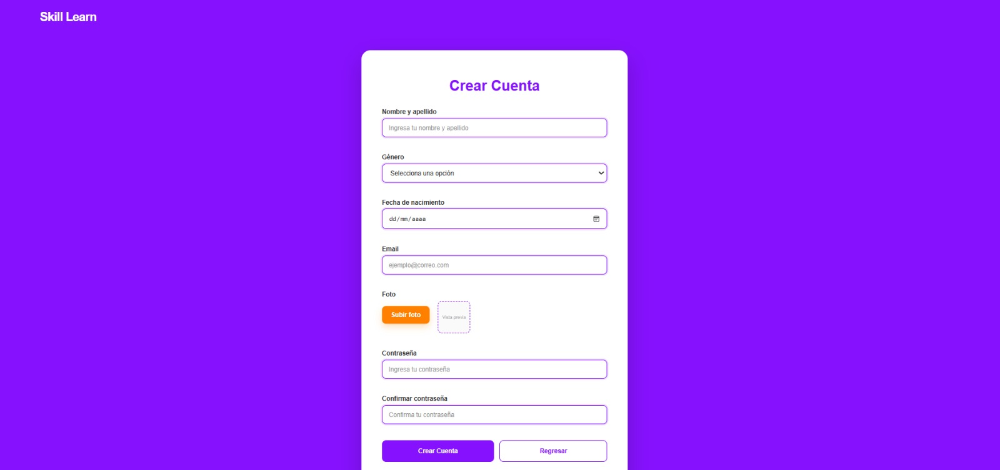 Skill Learn
Crear Cuenta
Nombre y apellido
Ingresa tu nombre y apellido
Género
Selecciona una opción
Fecha de nacimiento
dd/mm/aaaa
Email
ejemplo@correo.com
Foto
Subir foto
Vista previa
Contraseña
Ingresa tu contraseña
Confirmar contraseña
Confirma tu contraseña
Crear Cuenta
Regresar